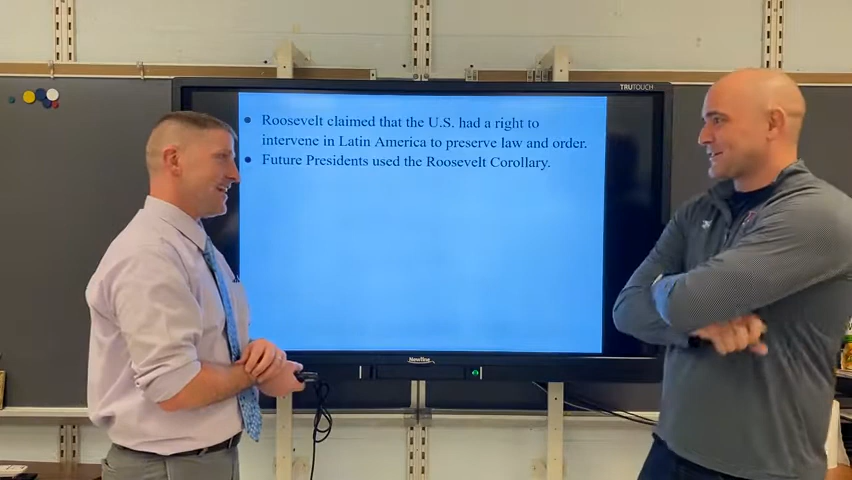 TRUTOUCH
• Roosevelt claimed that the U.S. had a right to
intervene in Latin America to preserve law and order.
• Future Presidents used the Roosevelt Corollary.
Newline